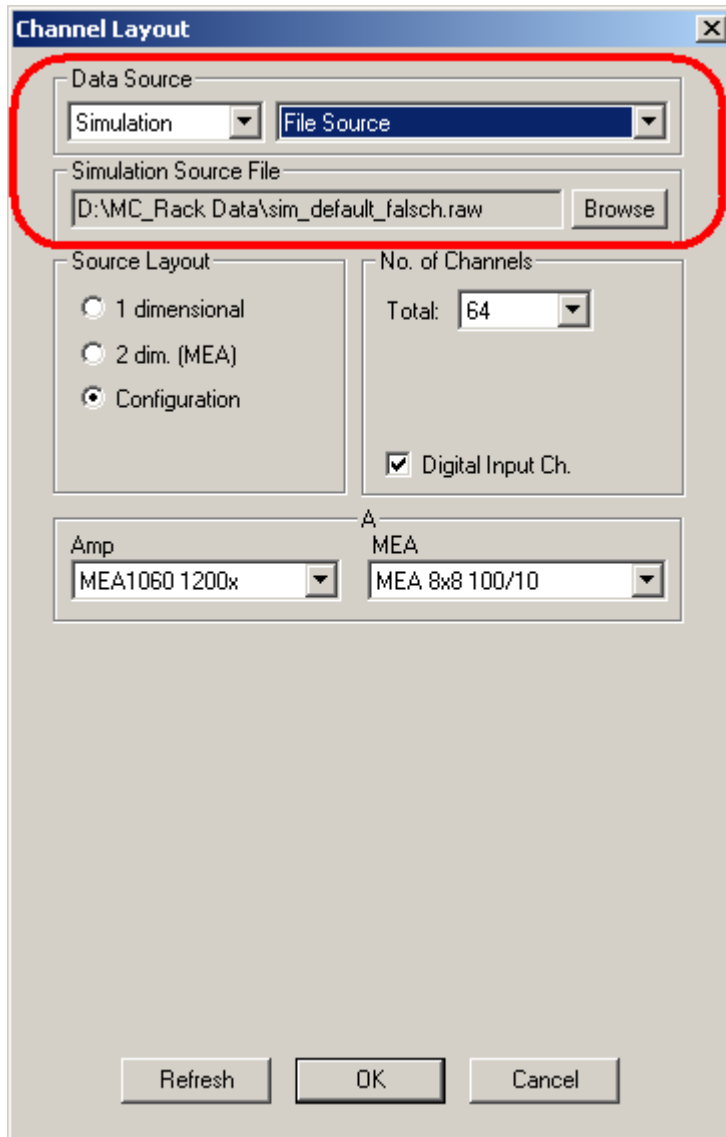 Channel Layout
Data Source
Simulation File Source
Simulation Source File
D:\MC_Rack Data\sim_default_falsch.raw Browse
Source Layout
1 dimensional
2 dim. (MEA)
Configuration
No. of Channels
Total: 64
Digital Input Ch.
A
Amp MEA
MEA1060 1200x MEA 8x8 100/10
Refresh OK Cancel